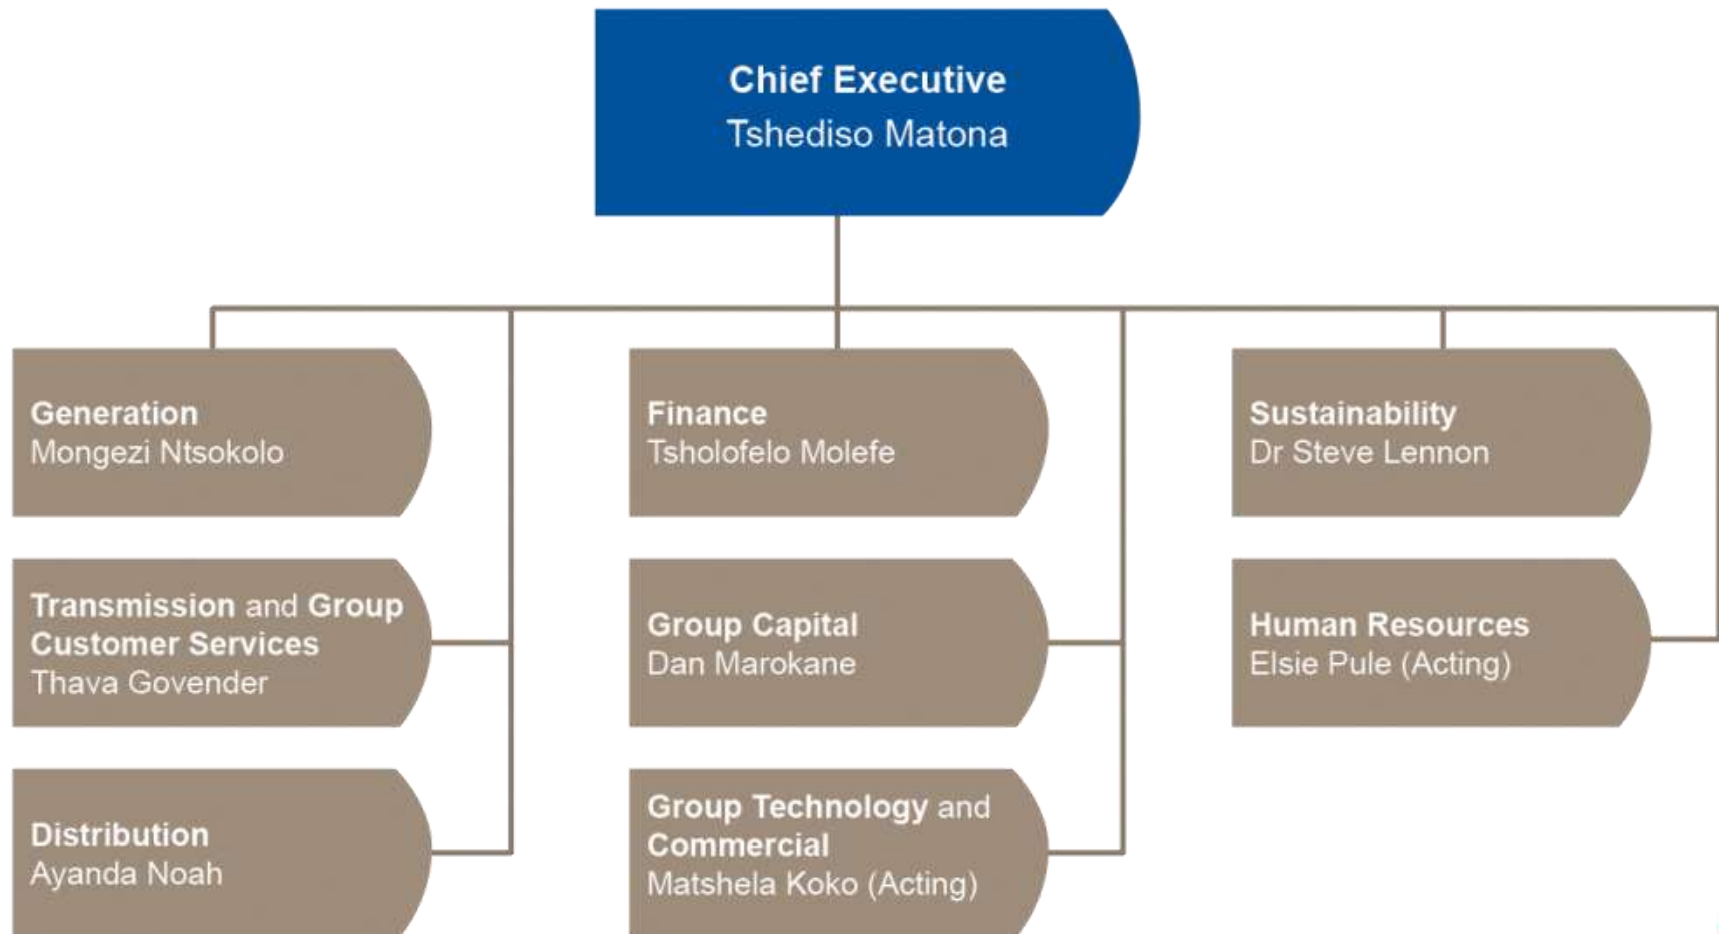 Chief Executive
Tshediso Matona
Generation
Mongezi Ntsokolo
Finance
Tsholofelo Molefe
Sustainability
Dr Steve Lennon
Transmission and Group
Customer Services
Thava Govender
Group Capital
Dan Marokane
Human Resources
Elsie Pule (Acting)
Distribution
Ayanda Noah
Group Technology and
Commercial
Matshela Koko (Acting)